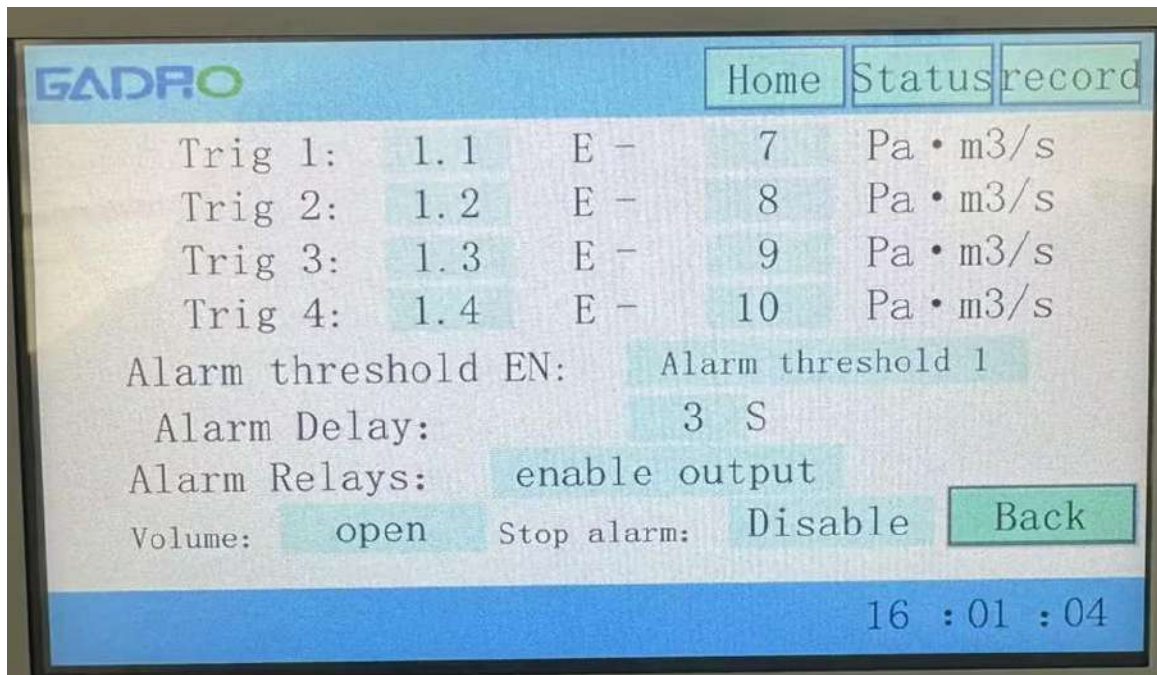 GADRO Home Status record
Trig 1: 1.1 E - 7 Pa·m3/s
Trig 2: 1.2 E - 8 Pa·m3/s
Trig 3: 1.3 E - 9 Pa·m3/s
Trig 4: 1.4 E - 10 Pa·m3/s
Alarm threshold EN: Alarm threshold 1
Alarm Delay: 3 S
Alarm Relays: enable output
Volume: open Stop alarm: Disable Back
16 :01 :04